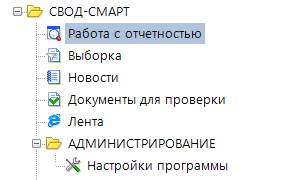 СВОД-СМАРТ
Работа с отчетностью
Выборка
Новости
Документы для проверки
Лента
АДМИНИСТРИРОВАНИЕ
Настройки программы